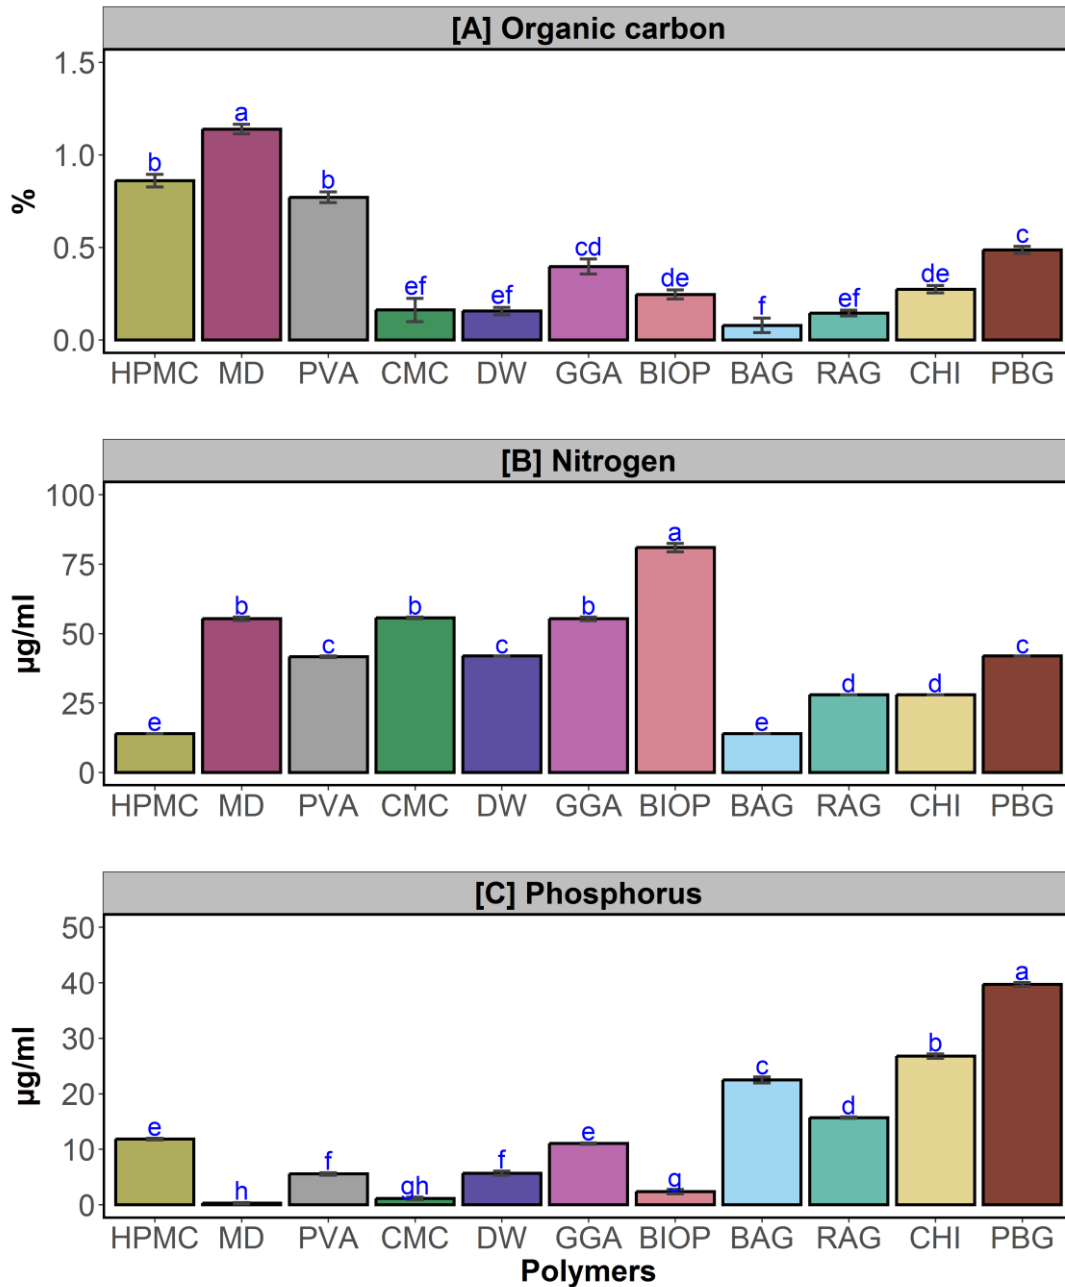 [A] Organic carbon
1.5
1.0
0.5
0.0
%
b a b ef ef cd de f ef de c
HPMC MD PVA CMC DW GGA BIOP BAG RAG CHI PBG
[B] Nitrogen
100
75
50
25
0
µg/ml
e b c b c b a e d d c
HPMC MD PVA CMC DW GGA BIOP BAG RAG CHI PBG
[C] Phosphorus
50
40
30
20
10
0
µg/ml
e h f gh f e g c d b a
HPMC MD PVA CMC DW GGA BIOP BAG RAG CHI PBG
Polymers